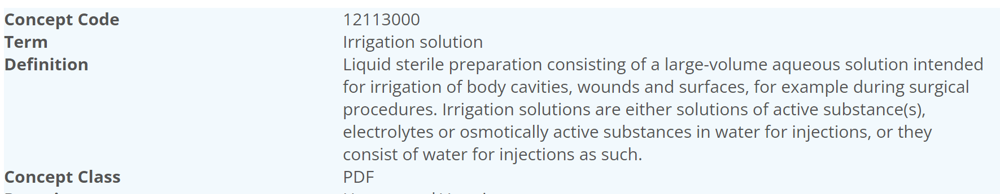 Concept Code 12113000
Term Irrigation solution
Definition Liquid sterile preparation consisting of a large-volume aqueous solution intended
for irrigation of body cavities, wounds and surfaces, for example during surgical
procedures. Irrigation solutions are either solutions of active substance(s),
electrolytes or osmotically active substances in water for injections, or they
consist of water for injections as such.
Concept Class PDF